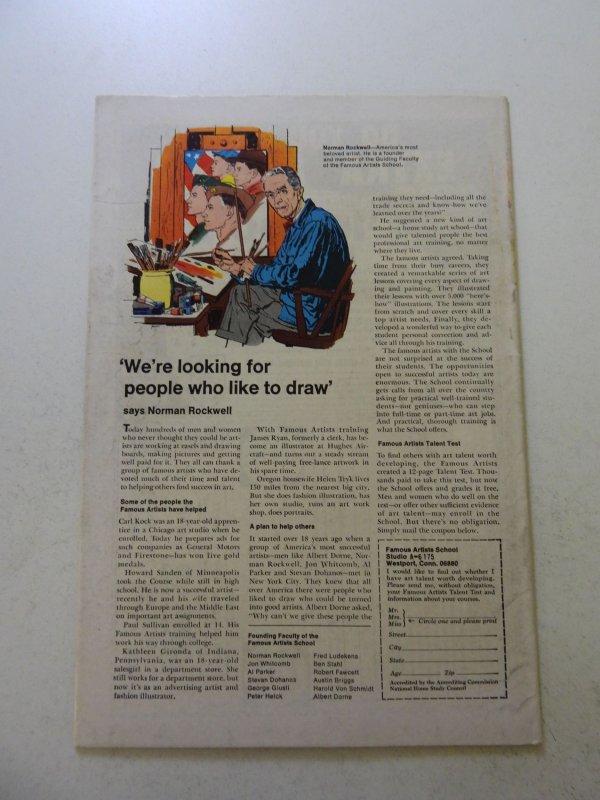 Norman Rockwell—America's most
beloved artist. He is a founder
and member of the Guiding Faculty
of the Famous Artists School.
'We're looking for
people who like to draw'
says Norman Rockwell
Today hundreds of men and women
who never thought they could be art-
ists are working at easels and drawing
boards, making pictures and getting
well paid for it. They all can thank a
group of famous artists who have de-
voted much of their time and talent
to helping others find success in art.
Some of the people the
Famous Artists have helped
Carl Kock was an 18-year-old appren-
tice in a Chicago art studio when he
enrolled. Today he prepares ads for
such companies as General Motors
and Firestone—has won five gold
medals.
Howard Sanden of Minneapolis
took the Course while still in high
school. He is now a successful artist—
recently he and his wife traveled
through Europe and the Middle East
on important art assignments.
Paul Sullivan enrolled at 14. His
Famous Artists training helped him
work his way through college.
Kathleen Gironda of Indiana,
Pennsylvania, was an 18-year-old
salesgirl in a department store. She
still works for a department store, but
now it's as an advertising artist and
fashion illustrator.
With Famous Artists training
James Ryan, formerly a clerk, has be-
come an illustrator at Hughes Air-
craft—and turns out a steady stream
of well-paying free-lance artwork in
his spare time.
Oregon housewife Helen Tryk lives
150 miles from the nearest big city.
But she does fashion illustration, has
her own studio, runs an art work
shop, does portraits.
A plan to help others
It started over 18 years ago when a
group of America's most successful
artists—men like Albert Dorne, Nor-
man Rockwell, Jon Whitcomb, Al
Parker and Stevan Dohanos—met in
New York City. They knew that all
over America there were people who
liked to draw who could be turned
into good artists. Albert Dorne asked,
"Why can't we give these people the
Founding Faculty of the
Famous Artists School
Norman Rockwell
Jon Whitcomb
Al Parker
Stevan Dohanos
George Giusti
Peter Helck
Fred Ludekens
Ben Stahl
Robert Fawcett
Austin Briggs
Harold Von Schmidt
Albert Dorne
training they need—including all the
trade secrets and know-how we've
learned over the years?"
He suggested a new kind of art
school—a home study art school—that
would give talented people the best
professional art training, no matter
where they live.
The famous artists agreed. Taking
time from their busy careers, they
created a remarkable series of art
lessons covering every aspect of draw-
ing and painting. They illustrated
their lessons with over 5,000 "here's-
how" illustrations. The lessons start
from scratch and cover every skill a
top artist needs. Finally, they de-
veloped a wonderful way to give each
student personal correction and ad-
vice all through his training.
The famous artists with the School
are not surprised at the success of
their students. The opportunities
open to successful artists today are
enormous. The School continually
gets calls from all over the country
asking for practical well-trained stu-
dents—not geniuses—who can step
into full-time or part-time art jobs.
And practical, thorough training is
what the School offers.
Famous Artists Talent Test
To find others with art talent worth
developing, the Famous Artists
created a 12-page Talent Test. Thou-
sands paid to take this test, but now
the School offers and grades it free.
Men and women who do well on the
test—or offer other sufficient evidence
of art talent—may enroll in the
School. But there's no obligation.
Simply mail the coupon below.
Famous Artists School
Studio A-6175
Westport, Conn. 06880
I would like to find out whether I
have art talent worth developing.
Please send me, without obligation,
your Famous Artists Talent Test and
information about your courses.
Mr.
Mrs.
Miss
Circle one and please print
Street
City
State
Age Zip
Accredited by the Accrediting Commission
National Home Study Council